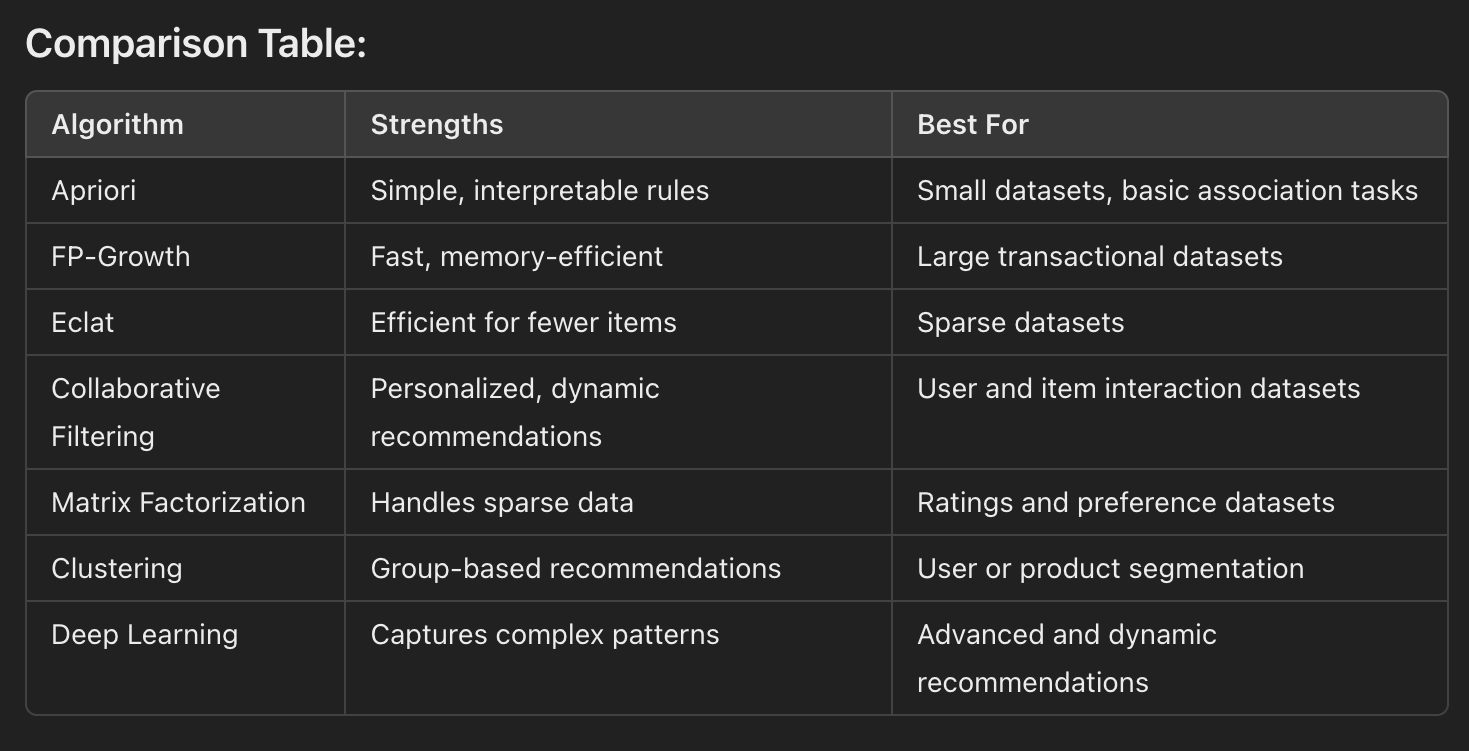 Comparison Table:
Algorithm Strengths Best For
Apriori Simple, interpretable rules Small datasets, basic association tasks
FP-Growth Fast, memory-efficient Large transactional datasets
Eclat Efficient for fewer items Sparse datasets
Collaborative Personalized, dynamic User and item interaction datasets
Filtering recommendations
Matrix Factorization Handles sparse data Ratings and preference datasets
Clustering Group-based recommendations User or product segmentation
Deep Learning Captures complex patterns Advanced and dynamic
recommendations